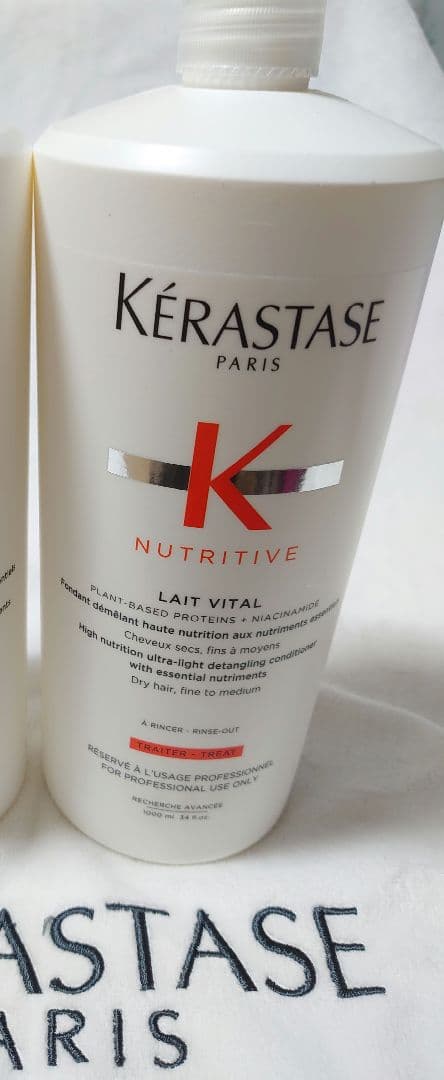 KÉRASTASE
PARIS
K
NUTRITIVE
LAIT VITAL
PLANT-BASED PROTEINS + NIACINAMIDE
Fondant démêlant haute nutrition aux nutriments essentiels
Cheveux secs, fins à moyens
High nutrition ultra-light detangling conditioner
with essential nutriments
Dry hair, fine to medium
À RINCER - RINSE-OUT
TRAITER - TREAT
RÉSERVÉ À L'USAGE PROFESSIONNEL
FOR PROFESSIONAL USE ONLY
RECHERCHE AVANCÉE
1000 ml 34 fl.oz.
ASTASE
ARIS